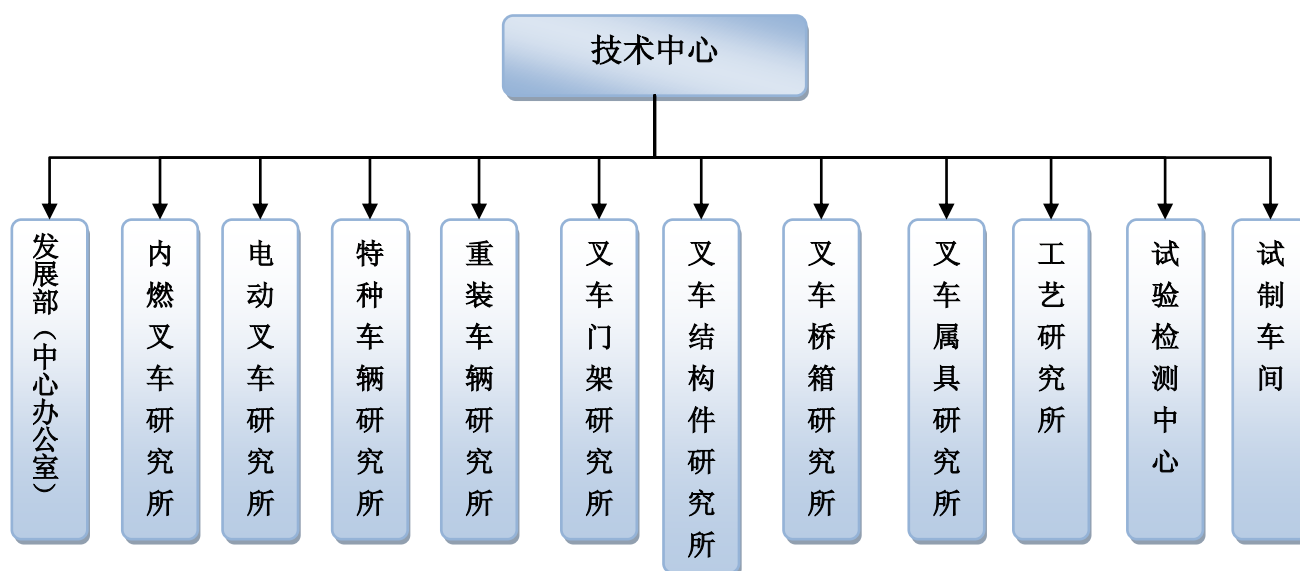 技术中心
发展部（中心办公室）
内燃叉车研究所
电动叉车研究所
特种车辆研究所
重装车辆研究所
叉车门架研究所
叉车结构件研究所
叉车桥箱研究所
叉车属具研究所
工艺研究所
试验检测中心
试制车间